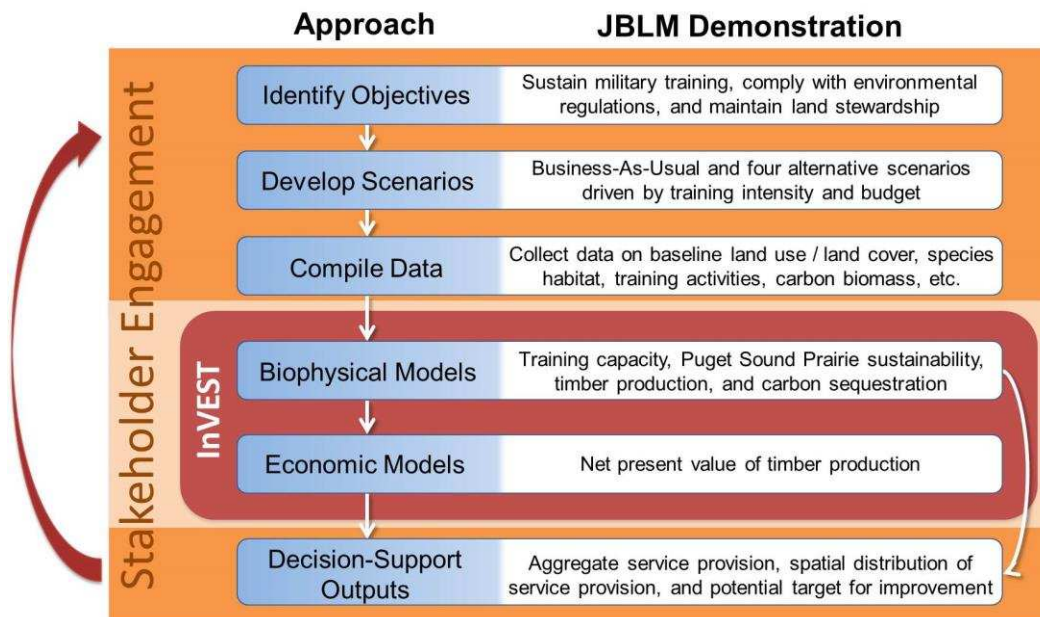 Approach
JBLM Demonstration
Stakeholder Engagement
Identify Objectives
Sustain military training, comply with environmental
regulations, and maintain land stewardship
Develop Scenarios
Business-As-Usual and four alternative scenarios
driven by training intensity and budget
Compile Data
Collect data on baseline land use / land cover, species
habitat, training activities, carbon biomass, etc.
InVEST
Biophysical Models
Training capacity, Puget Sound Prairie sustainability,
timber production, and carbon sequestration
Economic Models
Net present value of timber production
Decision-Support
Outputs
Aggregate service provision, spatial distribution of
service provision, and potential target for improvement